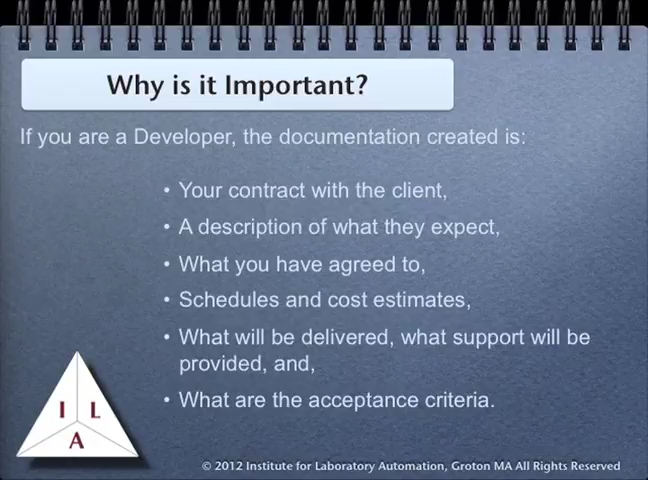 Why is it Important?
If you are a Developer, the documentation created is:
• Your contract with the client,
• A description of what they expect,
• What you have agreed to,
• Schedules and cost estimates,
• What will be delivered, what support will be
provided, and,
• What are the acceptance criteria.
I L
A
© 2012 Institute for Laboratory Automation, Groton MA All Rights Reserved